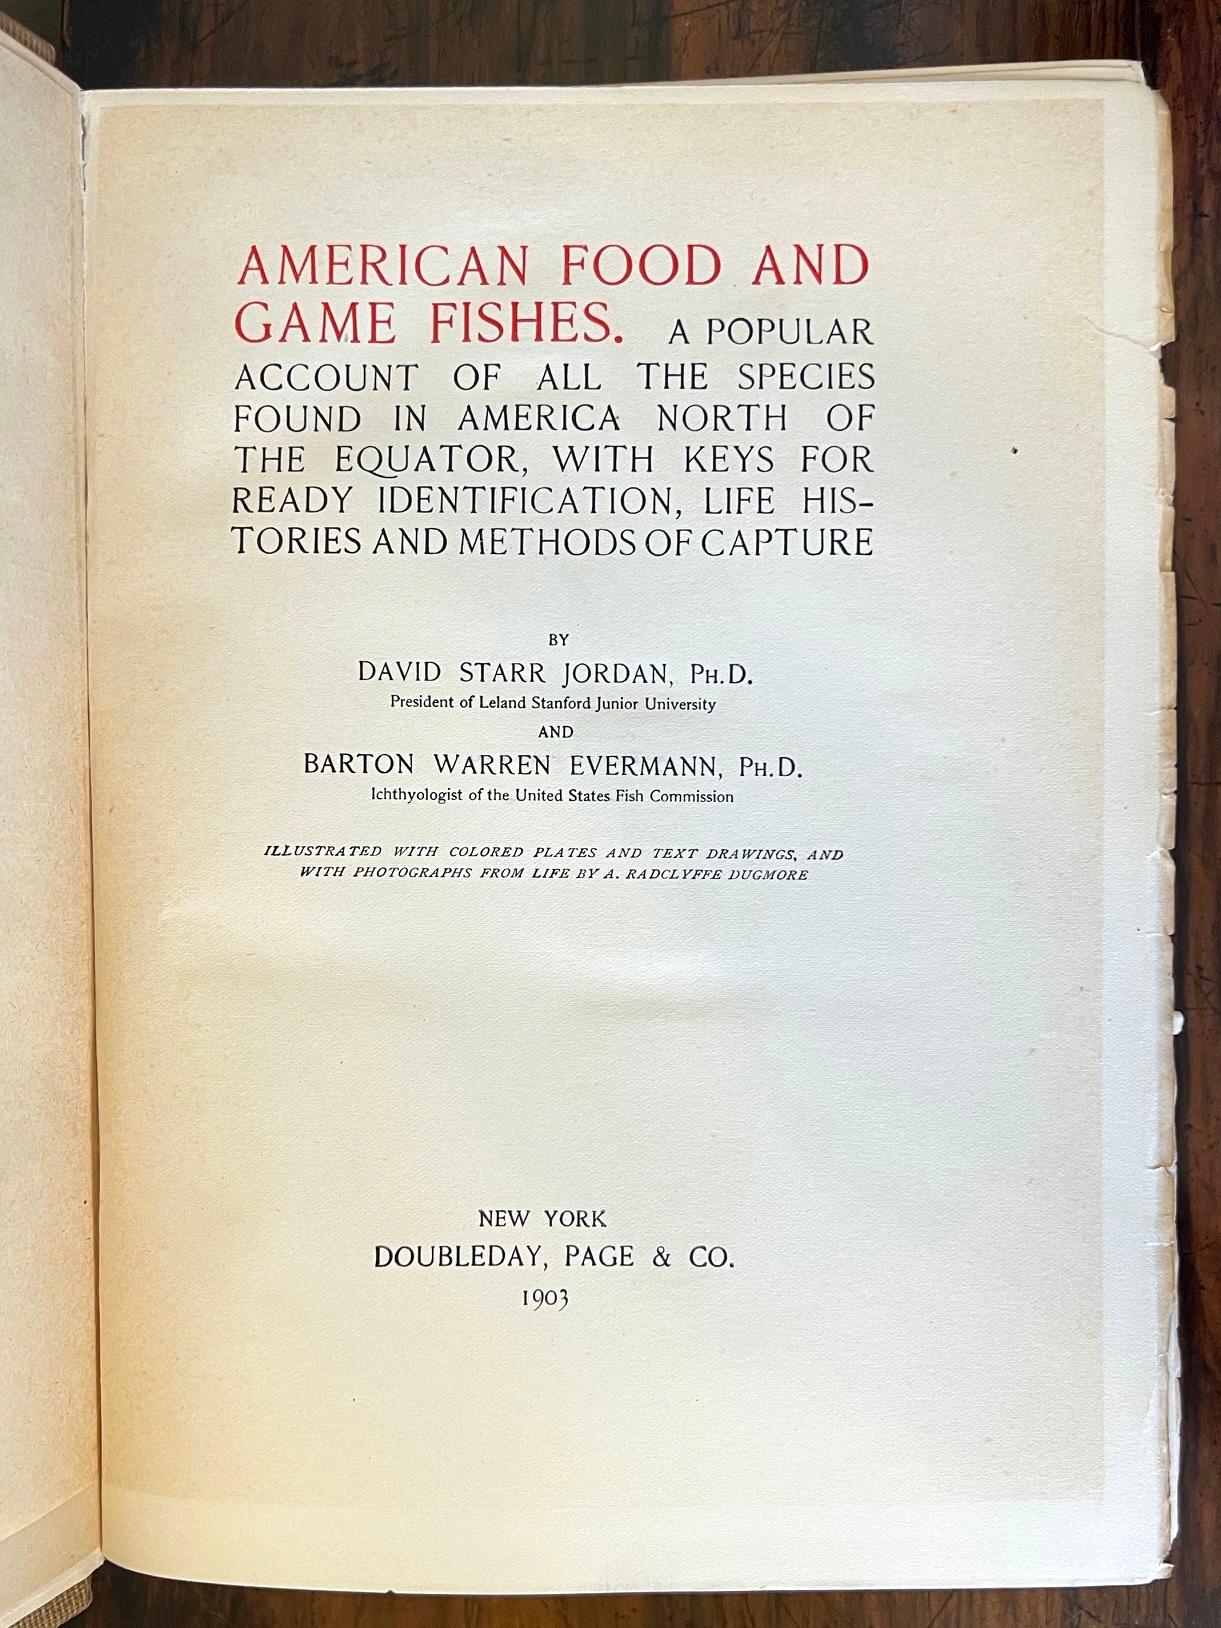 AMERICAN FOOD AND
GAME FISHES. A POPULAR
ACCOUNT OF ALL THE SPECIES
FOUND IN AMERICA NORTH OF
THE EQUATOR, WITH KEYS FOR
READY IDENTIFICATION, LIFE HIS-
TORIES AND METHODS OF CAPTURE
BY
DAVID STARR JORDAN, PH.D.
President of Leland Stanford Junior University
AND
BARTON WARREN EVERMANN, PH.D.
Ichthyologist of the United States Fish Commission
ILLUSTRATED WITH COLORED PLATES AND TEXT DRAWINGS, AND
WITH PHOTOGRAPHS FROM LIFE BY A. RADCLYFFE DUGMORE
NEW YORK
DOUBLEDAY, PAGE & CO.
1903